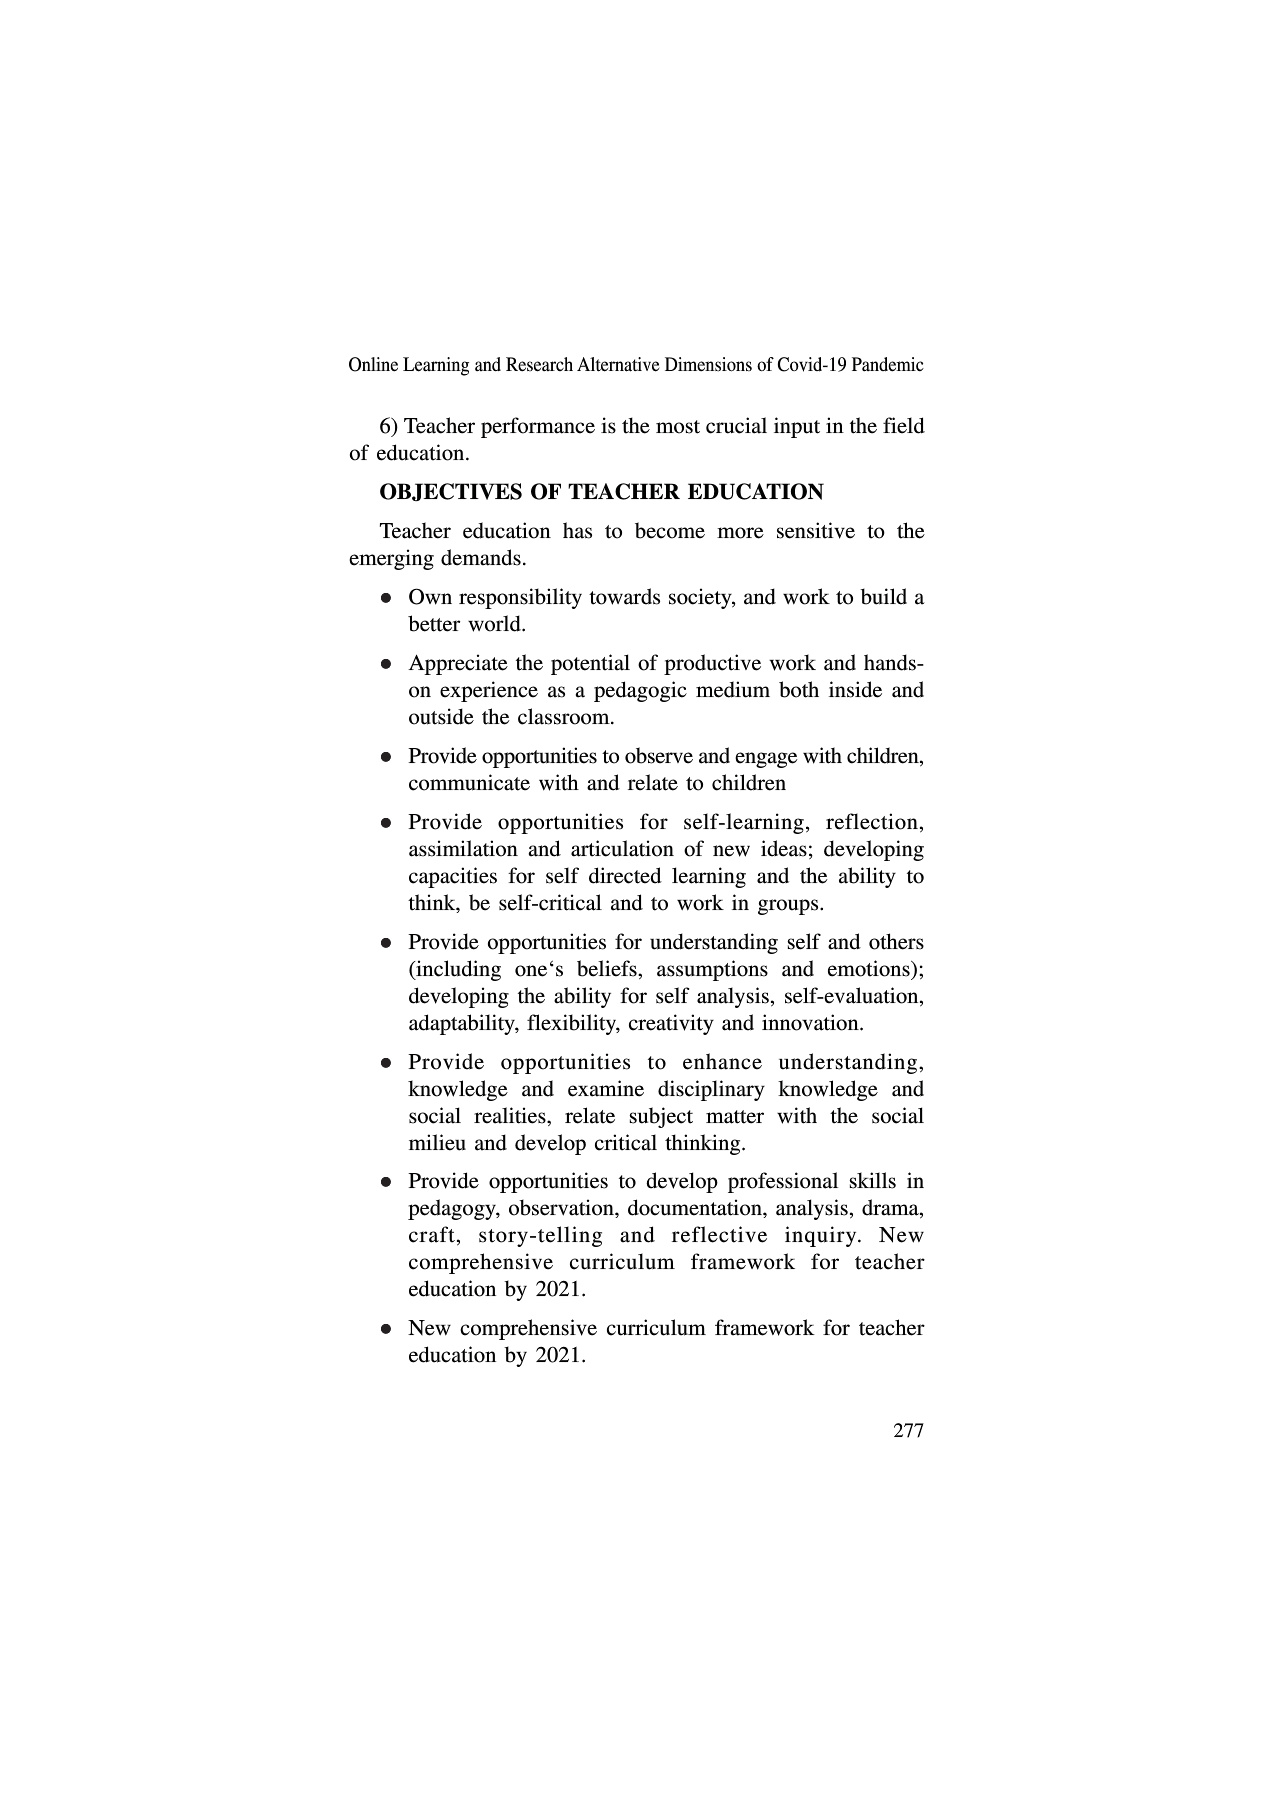 Online Learning and Research Alternative Dimensions of Covid-19 Pandemic
6) Teacher performance is the most crucial input in the field
of education.
OBJECTIVES OF TEACHER EDUCATION
Teacher education has to become more sensitive to the
emerging demands.
● Own responsibility towards society, and work to build a
better world.
● Appreciate the potential of productive work and hands-
on experience as a pedagogic medium both inside and
outside the classroom.
● Provide opportunities to observe and engage with children,
communicate with and relate to children
● Provide opportunities for self-learning, reflection,
assimilation and articulation of new ideas; developing
capacities for self directed learning and the ability to
think, be self-critical and to work in groups.
● Provide opportunities for understanding self and others
(including one‘s beliefs, assumptions and emotions);
developing the ability for self analysis, self-evaluation,
adaptability, flexibility, creativity and innovation.
● Provide opportunities to enhance understanding,
knowledge and examine disciplinary knowledge and
social realities, relate subject matter with the social
milieu and develop critical thinking.
● Provide opportunities to develop professional skills in
pedagogy, observation, documentation, analysis, drama,
craft, story-telling and reflective inquiry. New
comprehensive curriculum framework for teacher
education by 2021.
● New comprehensive curriculum framework for teacher
education by 2021.
277